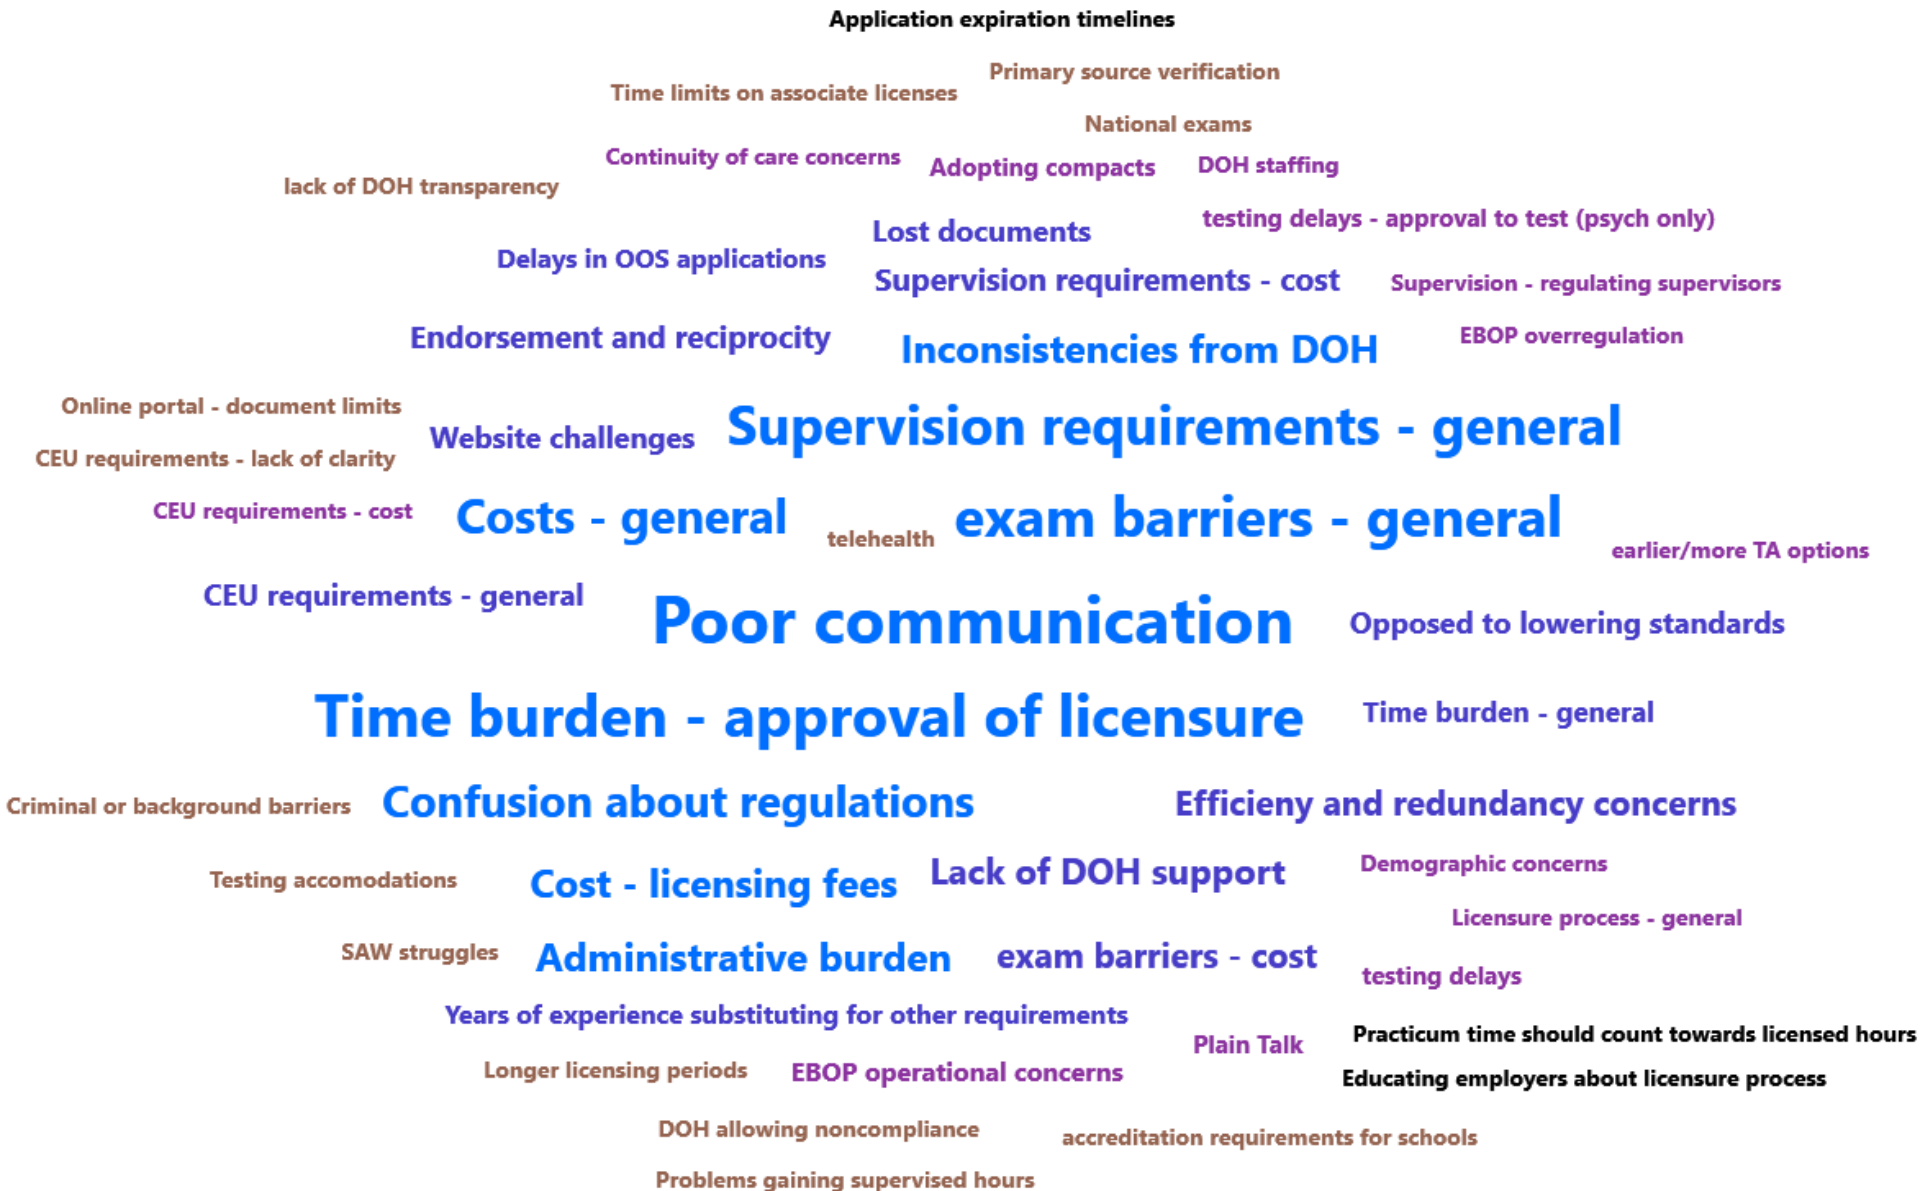 Application expiration timelines
Primary source verification
Time limits on associate licenses
National exams
Continuity of care concerns
Adopting compacts
DOH staffing
lack of DOH transparency
testing delays - approval to test (psych only)
Lost documents
Delays in OOS applications
Supervision requirements - cost
Supervision - regulating supervisors
Endorsement and reciprocity
Inconsistencies from DOH
EBOP overregulation
Online portal - document limits
Website challenges
Supervision requirements - general
CEU requirements - lack of clarity
CEU requirements - cost
Costs - general
telehealth
exam barriers - general
earlier/more TA options
CEU requirements - general
Poor communication
Opposed to lowering standards
Time burden - approval of licensure
Time burden - general
Criminal or background barriers
Confusion about regulations
Efficieny and redundancy concerns
Testing accomodations
Cost - licensing fees
Lack of DOH support
Demographic concerns
Licensure process - general
SAW struggles
Administrative burden
exam barriers - cost
testing delays
Years of experience substituting for other requirements
Plain Talk
Practicum time should count towards licensed hours
Longer licensing periods
EBOP operational concerns
Educating employers about licensure process
DOH allowing noncompliance
accreditation requirements for schools
Problems gaining supervised hours